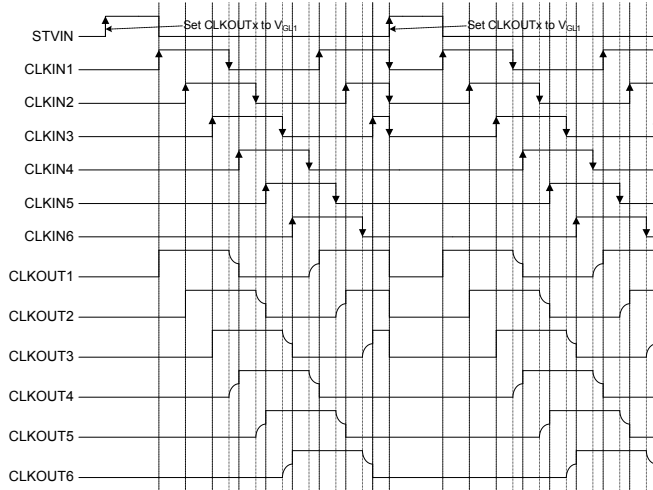 Set CLKOUTx to VGL1 Set CLKOUTx to VGL1
STVIN
CLKIN1
CLKIN2
CLKIN3
CLKIN4
CLKIN5
CLKIN6
CLKOUT1
CLKOUT2
CLKOUT3
CLKOUT4
CLKOUT5
CLKOUT6